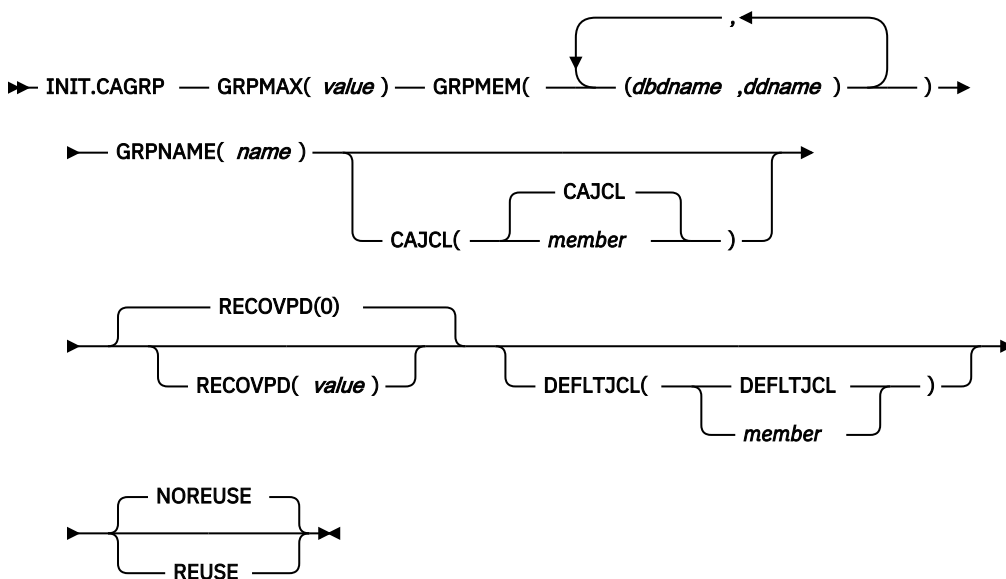 ,
INIT.CAGRP GRPMAX( value ) GRPMEM( (dbdname ,ddname ) )
GRPNAME( name )
CAJCL
CAJCL( member )
RECOVPD(0)
RECOVPD( value )
DEFLTJCL( DEFLTJCL )
member
NOREUSE
REUSE